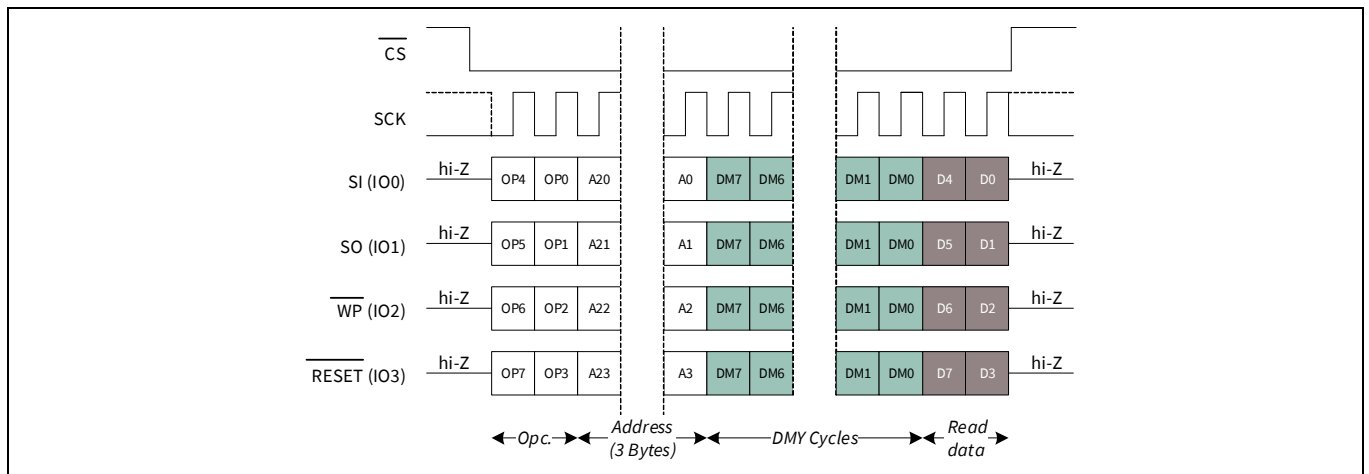 CS
SCK
SI (IO0) hi-Z OP4 OP0 A20 A0 DM7 DM6 DM1 DM0 D4 D0 hi-Z
SO (IO1) hi-Z OP5 OP1 A21 A1 DM7 DM6 DM1 DM0 D5 D1 hi-Z
WP (IO2) hi-Z OP6 OP2 A22 A2 DM7 DM6 DM1 DM0 D6 D2 hi-Z
RESET (IO3) hi-Z OP7 OP3 A23 A3 DM7 DM6 DM1 DM0 D7 D3 hi-Z
Opc. Address DMY Cycles Read
(3 Bytes) data